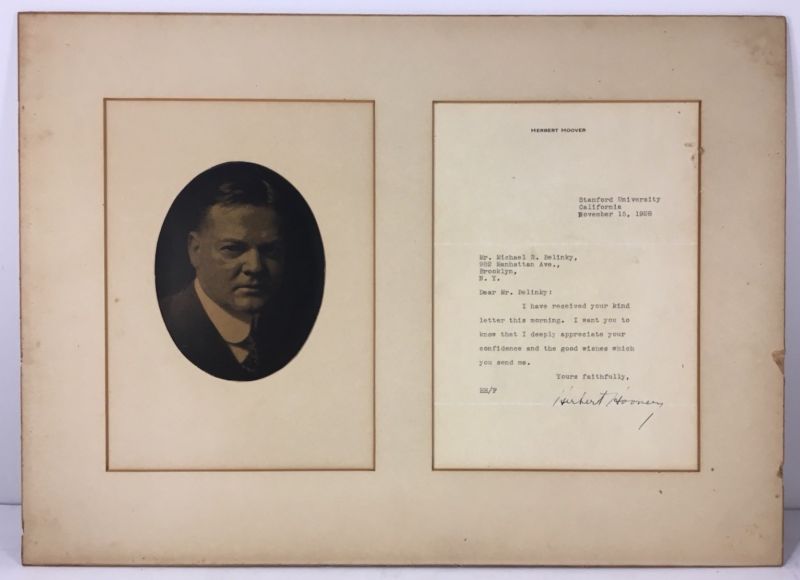 HERBERT HOOVER
Stanford University
California
November 15, 1928
Mr. Michael S. Belinky,
982 Manhattan Ave.,
Brooklyn,
N. Y.
Dear Mr. Belinky:
I have received your kind
letter this morning. I want you to
know that I deeply appreciate your
confidence and the good wishes which
you send me.
Yours faithfully,
HH/F
Herbert Hoover